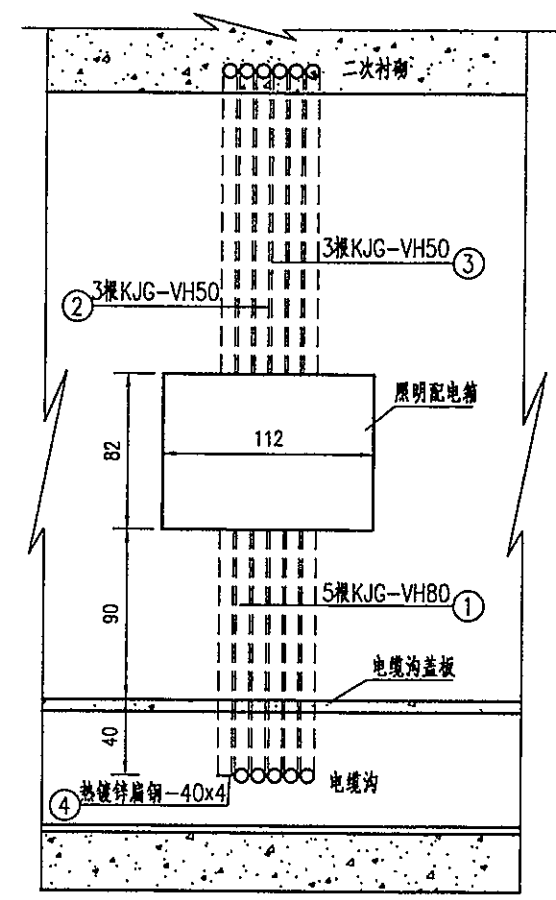 二次衬砌
3根KJG-VH50 ③
② 3根KJG-VH50
照明配电箱
112
82
90
5根KJG-VH80 ①
电缆沟盖板
40
④ 热镀锌扁钢-40x4
电缆沟